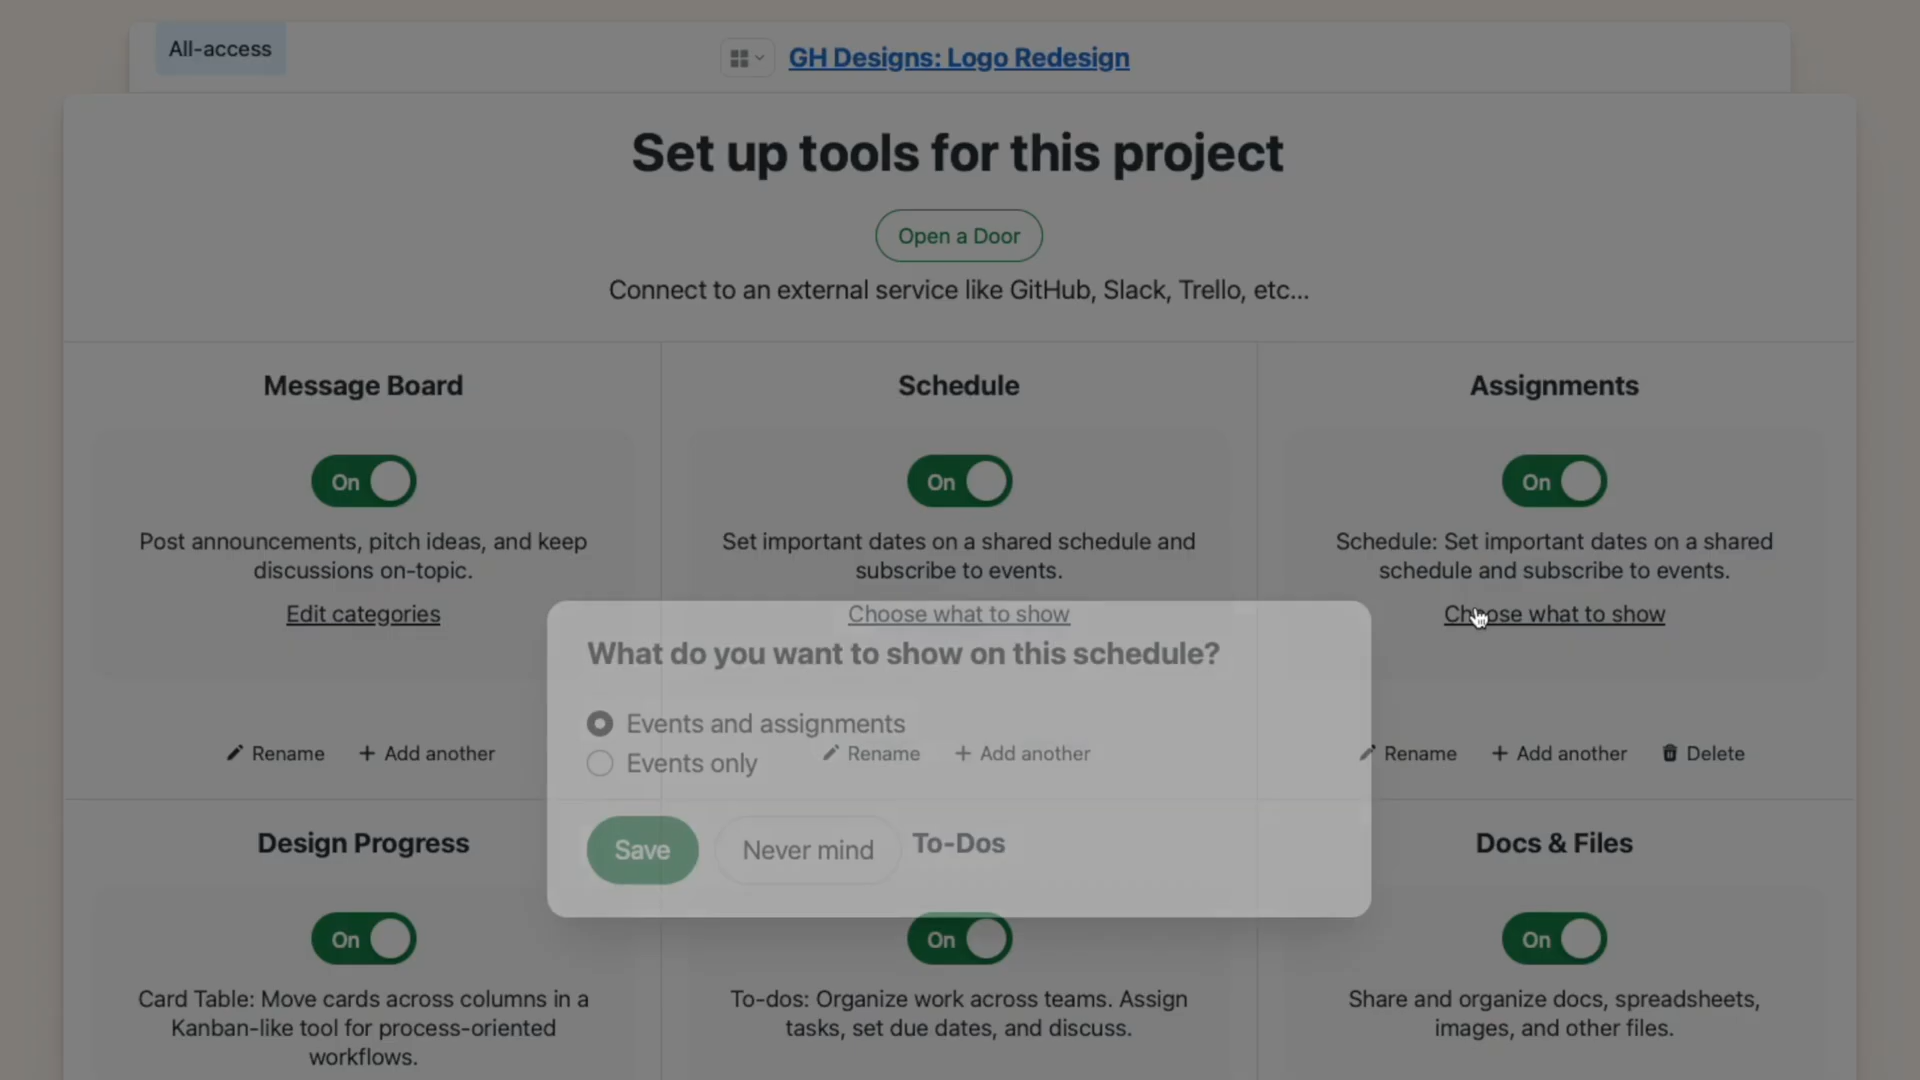 All-access
GH Designs: Logo Redesign
Set up tools for this project
Open a Door
Connect to an external service like GitHub, Slack, Trello, etc...
Message Board
On
Post announcements, pitch ideas, and keep
discussions on-topic.
Edit categories
Rename
Add another
Schedule
On
Set important dates on a shared schedule and
subscribe to events.
Choose what to show
Rename
Add another
Assignments
On
Schedule: Set important dates on a shared
schedule and subscribe to events.
Choose what to show
Rename
Add another
Delete
What do you want to show on this schedule?
Events and assignments
Events only
Save
Never mind
Design Progress
On
Card Table: Move cards across columns in a
Kanban-like tool for process-oriented
workflows.
To-Dos
On
To-dos: Organize work across teams. Assign
tasks, set due dates, and discuss.
Docs & Files
On
Share and organize docs, spreadsheets,
images, and other files.